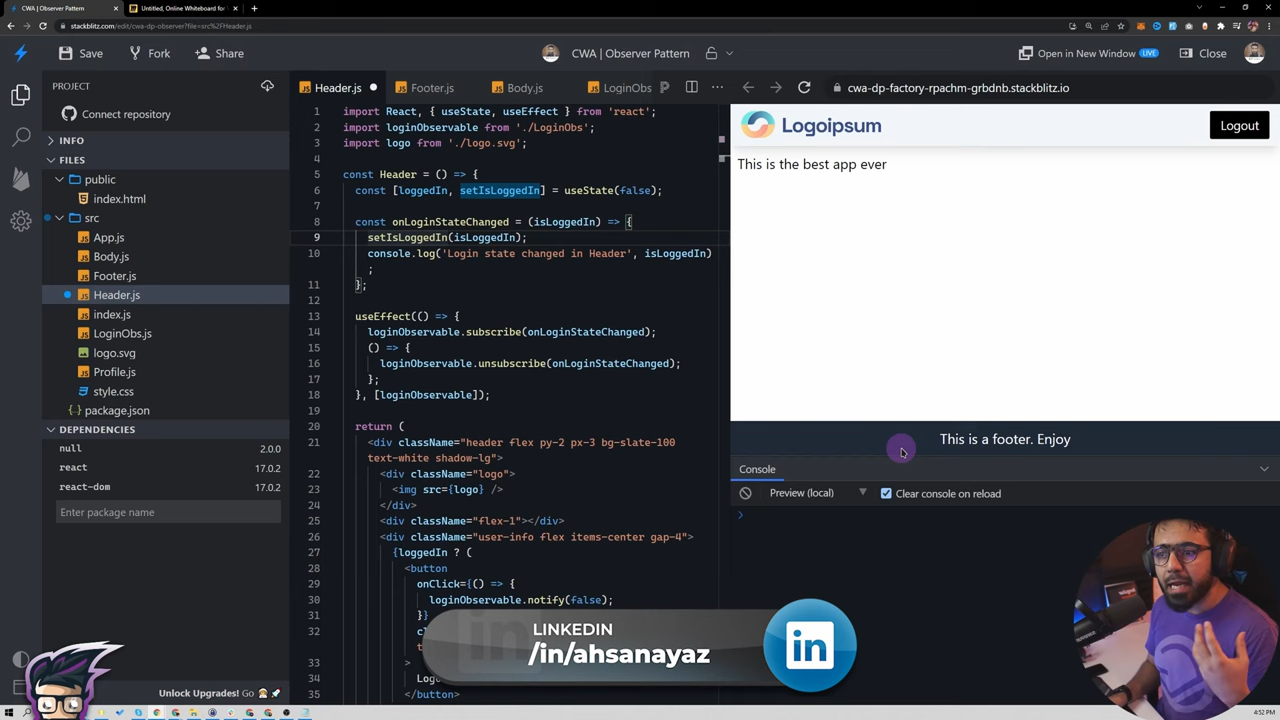 CWA | Observer Pattern
Untitled, Online Whiteboard for
stackblitz.com/edit/cwa-dp-observer?file=src%2FHeader.js
Save
Fork
Share
CWA | Observer Pattern
Open in New Window
LIVE
Close
PROJECT
Connect repository
INFO
FILES
public
index.html
src
App.js
Body.js
Footer.js
Header.js
index.js
LoginObs.js
logo.svg
Profile.js
style.css
package.json
DEPENDENCIES
null 2.0.0
react 17.0.2
react-dom 17.0.2
Enter package name
Unlock Upgrades! Go
Header.js
Footer.js
Body.js
LoginObs
1 import React, { useState, useEffect } from 'react';
2 import loginObservable from './LoginObs';
3 import logo from './logo.svg';
4
5 const Header = () => {
6 const [loggedIn, setIsLoggedIn] = useState(false);
7
8 const onLoginStateChanged = (isLoggedIn) => {
9 setIsLoggedIn(isLoggedIn);
10 console.log('Login state changed in Header', isLoggedIn)
;
11 };
12
13 useEffect(() => {
14 loginObservable.subscribe(onLoginStateChanged);
15 () => {
16 loginObservable.unsubscribe(onLoginStateChanged);
17 };
18 }, [loginObservable]);
19
20 return (
21 <div className="header flex py-2 px-3 bg-slate-100
text-white shadow-lg">
22 <div className="logo">
23 <img src={logo} />
24 </div>
25 <div className="flex-1"></div>
26 <div className="user-info flex items-center gap-4">
27 {loggedIn ? (
28 <button
29 onClick={() => {
30 loginObservable.notify(false);
31 }}
32
33 >
34 Lo
35 </button>
cwa-dp-factory-rpachm-grbdnb.stackblitz.io
Logoipsum
Logout
This is the best app ever
This is a footer. Enjoy
Console
Preview (local)
Clear console on reload
LINKEDIN
/in/ahsanayaz
in
4:52 PM